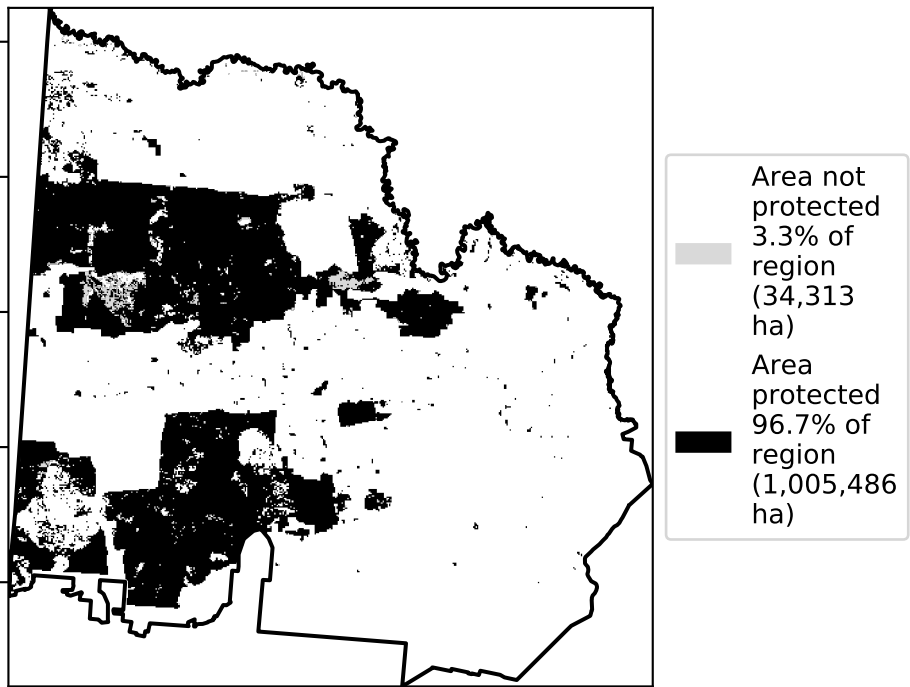 Area not
protected
3.3% of
region
(34,313
ha)
Area
protected
96.7% of
region
(1,005,486
ha)